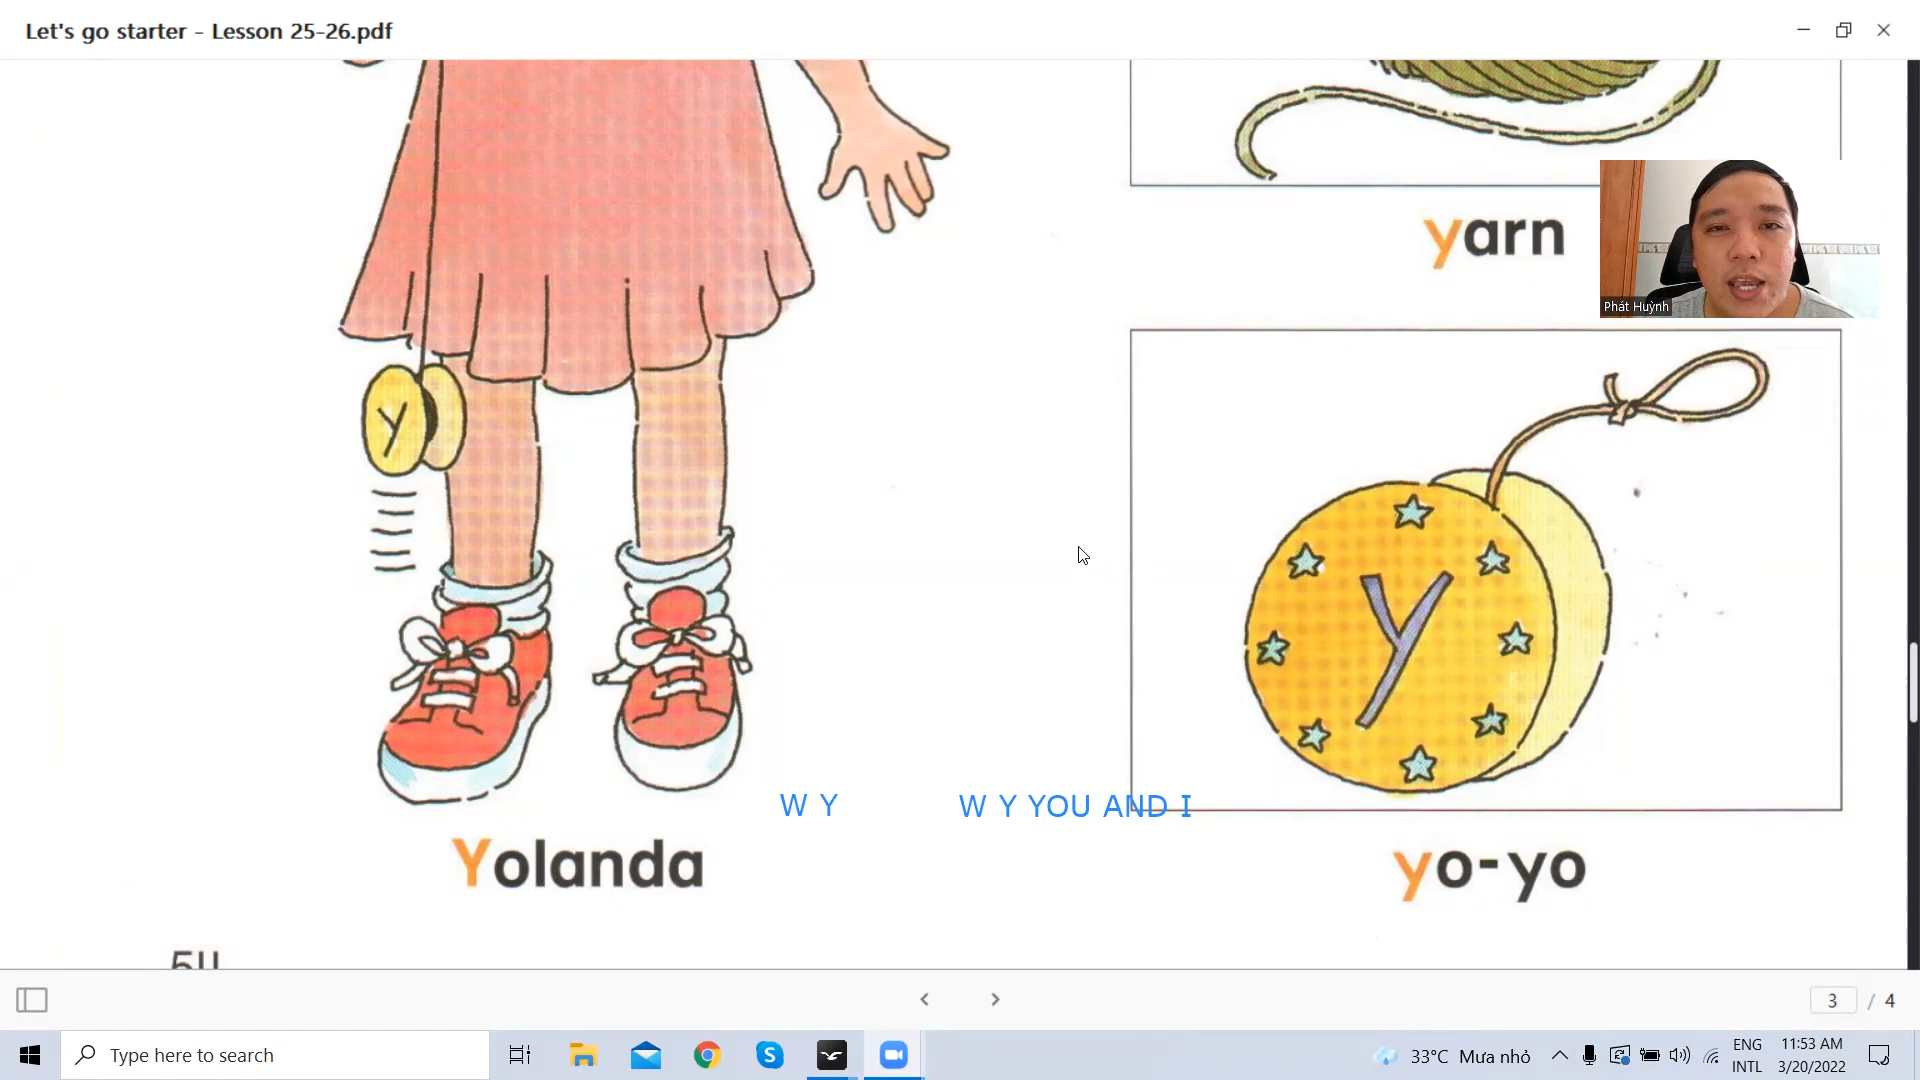 Let's go starter - Lesson 25-26.pdf
yarn
Phát Huỳnh
y
Y
W Y
W Y YOU AND I
Yolanda
yo-yo
3 / 4
Type here to search
33°C Mưa nhỏ
ENG
INTL
11:53 AM
3/20/2022